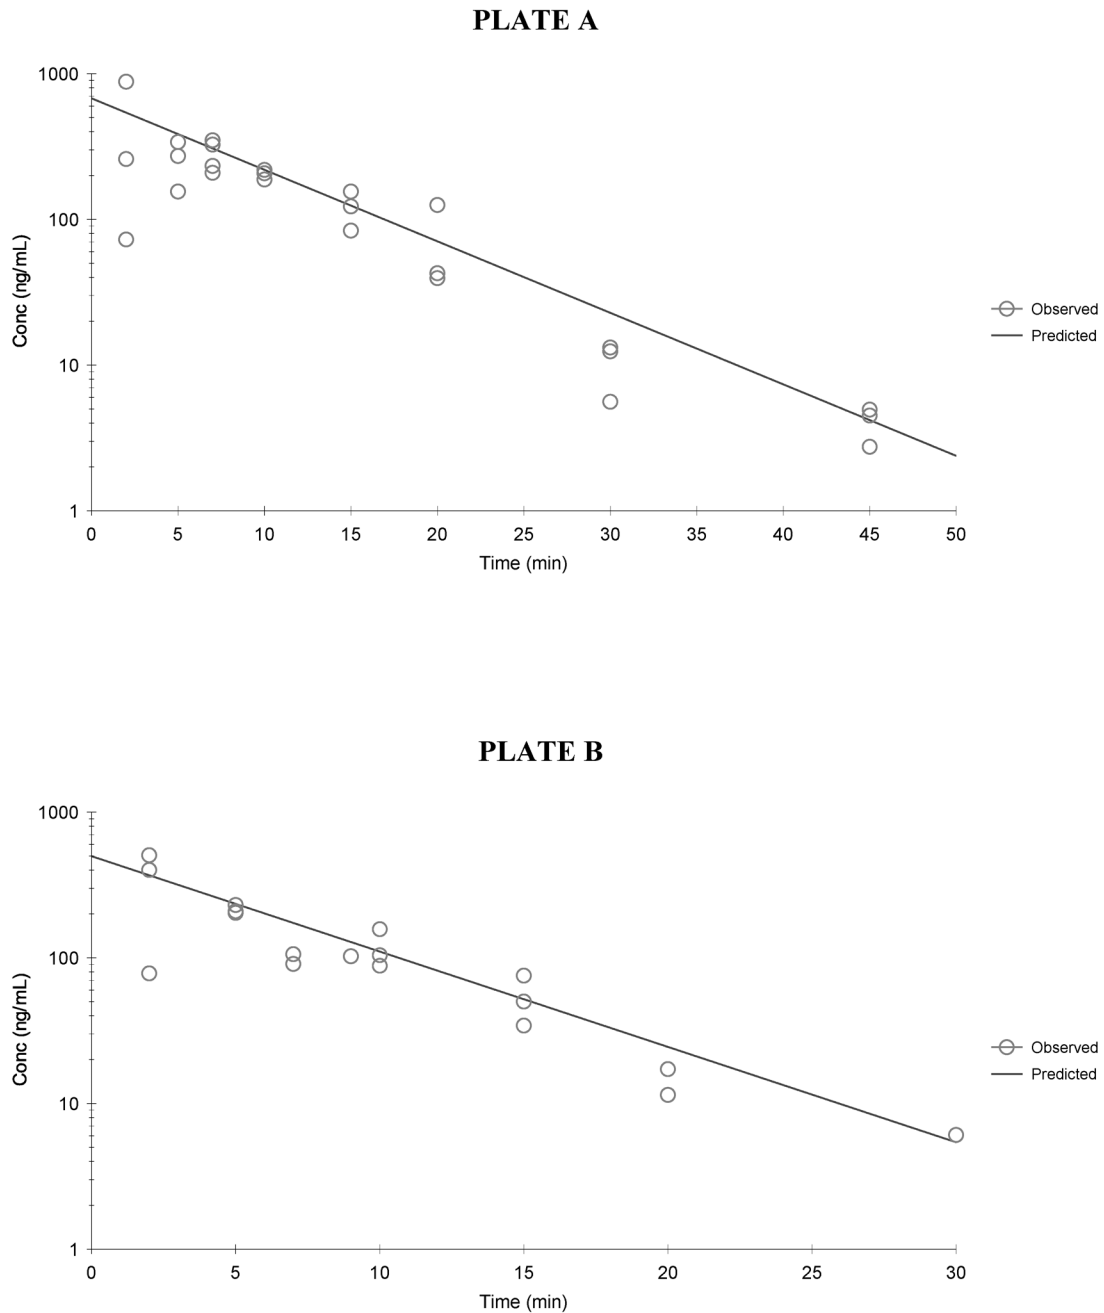 PLATE A
1000
100
10
1
Conc (ng/mL)
0 5 10 15 20 25 30 35 40 45 50
Time (min)
Observed
Predicted
PLATE B
1000
100
10
1
Conc (ng/mL)
0 5 10 15 20 25 30
Time (min)
Observed
Predicted